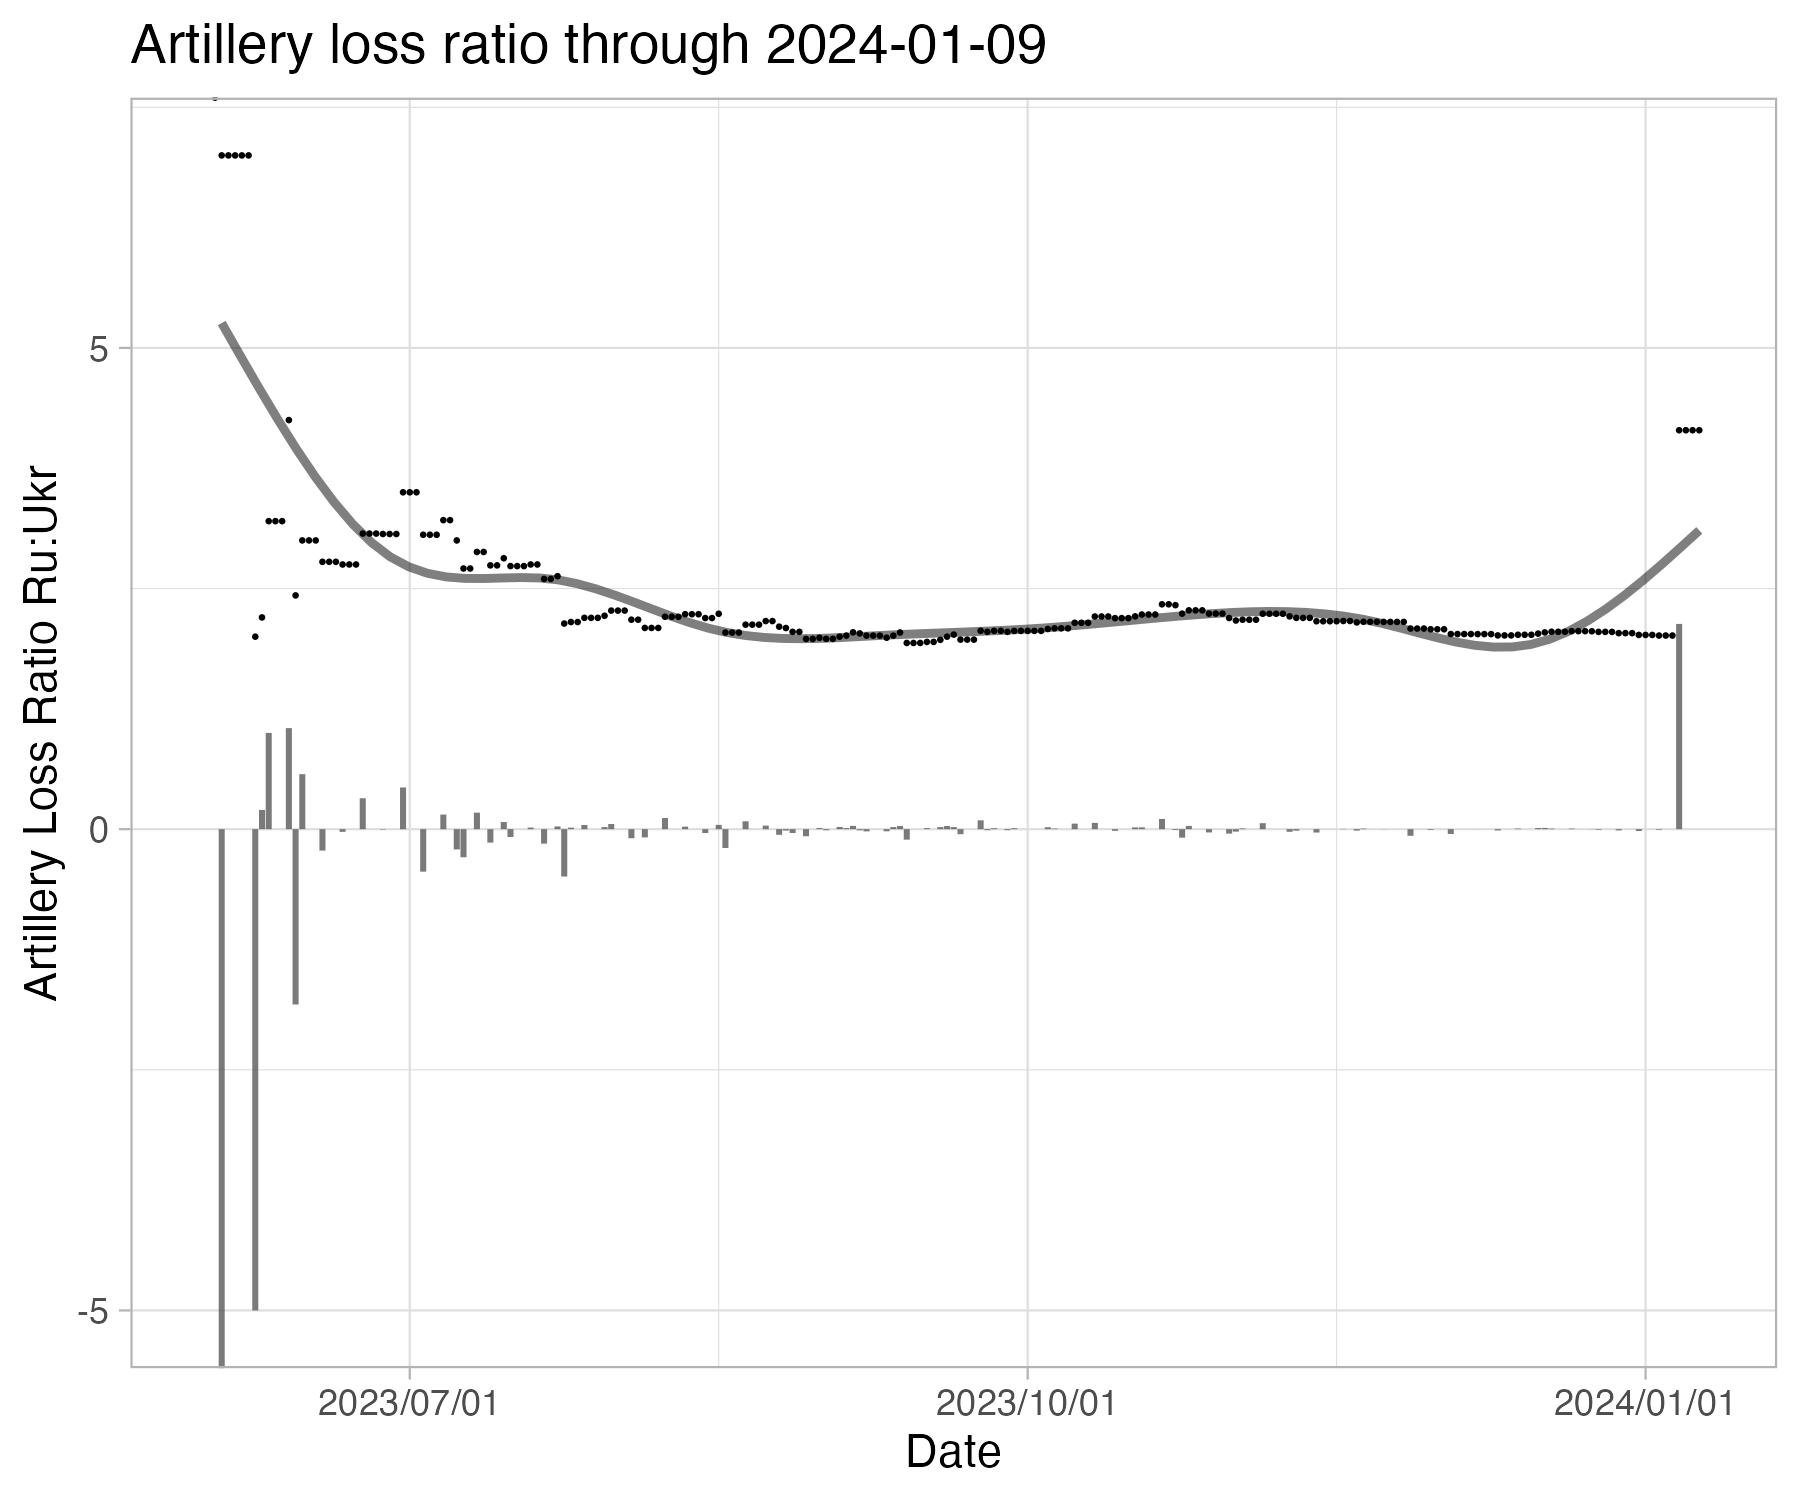 Artillery loss ratio through 2024-01-09
Artillery Loss Ratio Ru:Ukr
5
0
-5
2023/07/01
2023/10/01
2024/01/01
Date